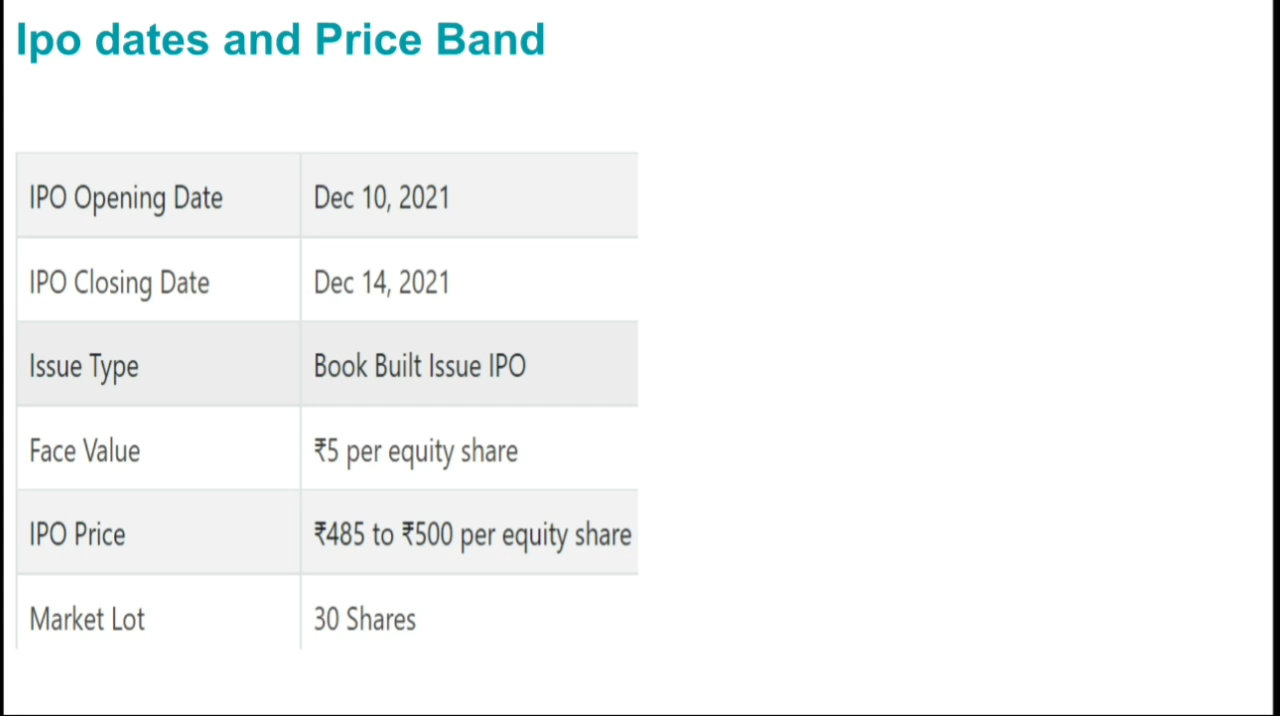 Ipo dates and Price Band
IPO Opening Date Dec 10, 2021
IPO Closing Date Dec 14, 2021
Issue Type Book Built Issue IPO
Face Value ₹5 per equity share
IPO Price ₹485 to ₹500 per equity share
Market Lot 30 Shares